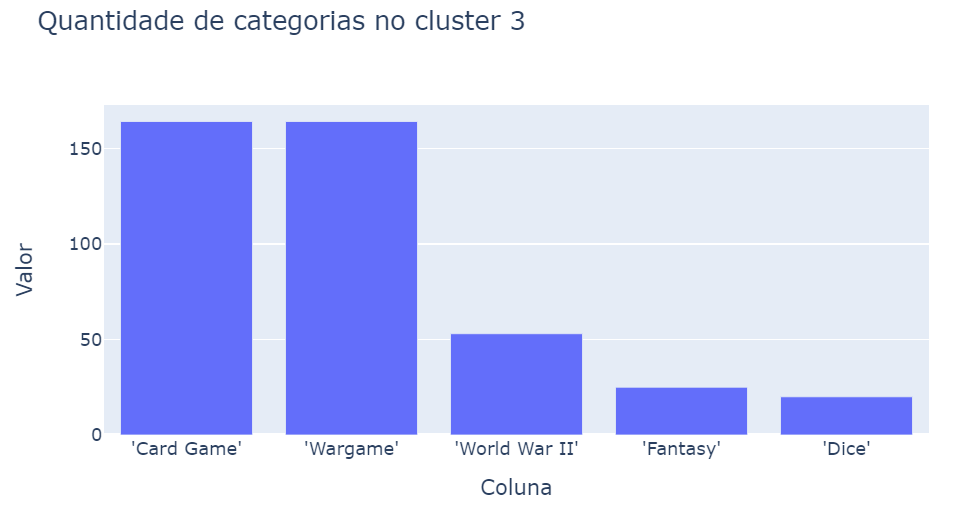 Quantidade de categorias no cluster 3
Valor
150
100
50
0
'Card Game' 'Wargame' 'World War II' 'Fantasy' 'Dice'
Coluna